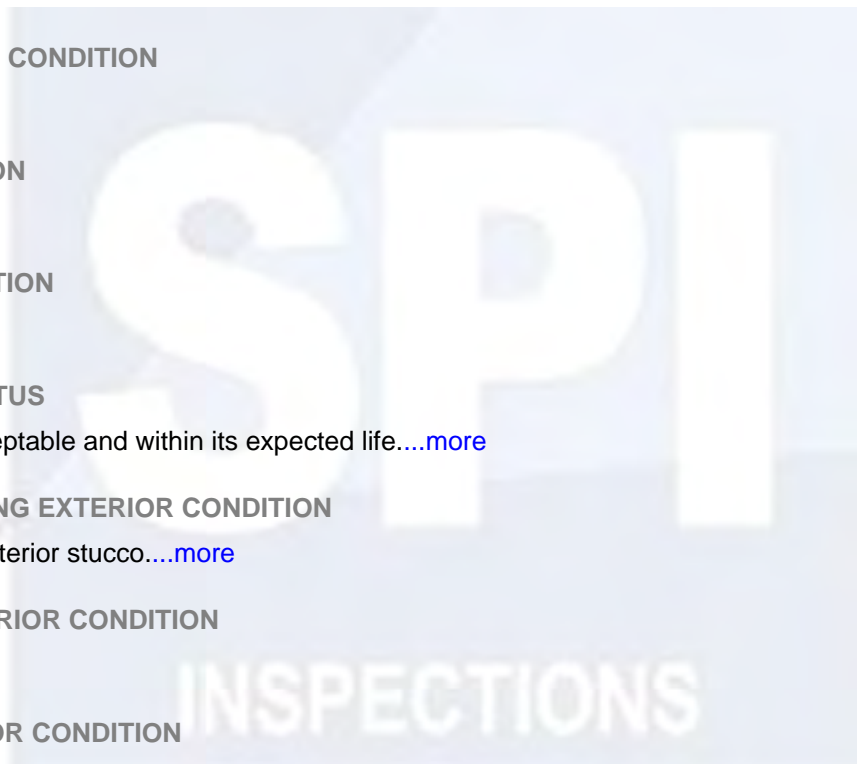 CONDITION
ON
TION
TUS
eptable and within its expected life....more
NG EXTERIOR CONDITION
terior stucco....more
RIOR CONDITION
OR CONDITION
SPI
INSPECTIONS